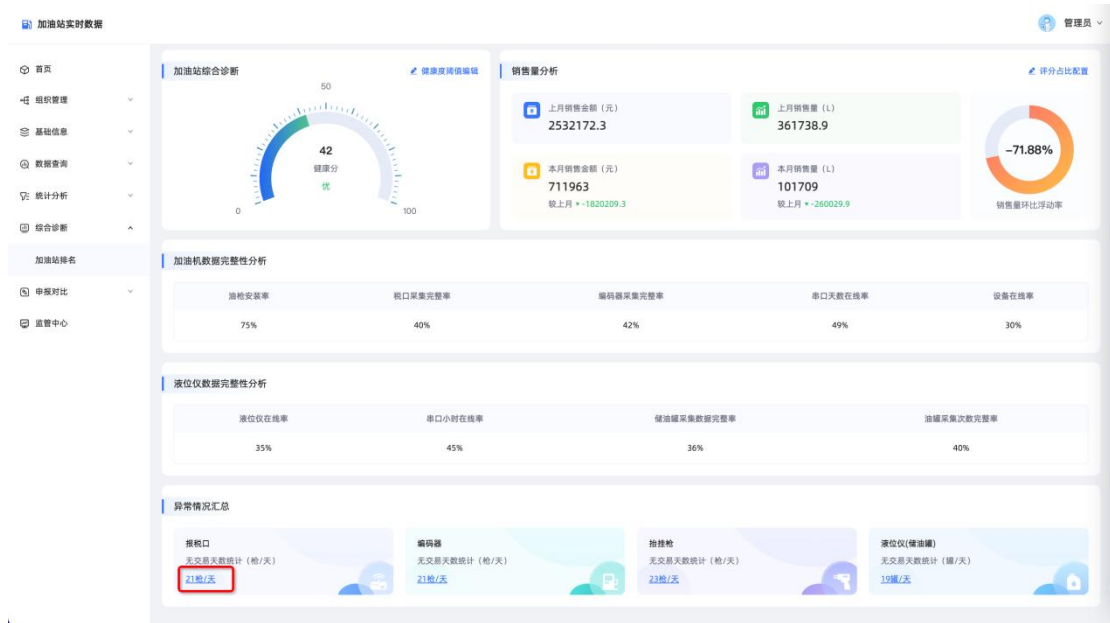 加油站实时数据
管理员
首页
组织管理
基础信息
数据查询
统计分析
综合诊断
加油站排名
申报对比
监管中心
加油站综合诊断
健康度阈值编辑
50
42
健康分
优
0
100
销售量分析
评分占比配置
上月销售金额（元）
2532172.3
上月销售量（L）
361738.9
本月销售金额（元）
711963
较上月 -1820209.3
本月销售量（L）
101709
较上月 -260029.9
-71.88%
销售量环比浮动率
加油机数据完整性分析
油枪安装率 税口采集完整率 编码器采集完整率 串口天数在线率 设备在线率
75% 40% 42% 49% 30%
液位仪数据完整性分析
液位仪在线率 串口小时在线率 储油罐采集数据完整率 油罐采集次数完整率
35% 45% 36% 40%
异常情况汇总
报税口
无交易天数统计（枪/天）
21枪/天
编码器
无交易天数统计（枪/天）
21枪/天
抬挂枪
无交易天数统计（枪/天）
23枪/天
液位仪(储油罐)
无交易天数统计（罐/天）
19罐/天